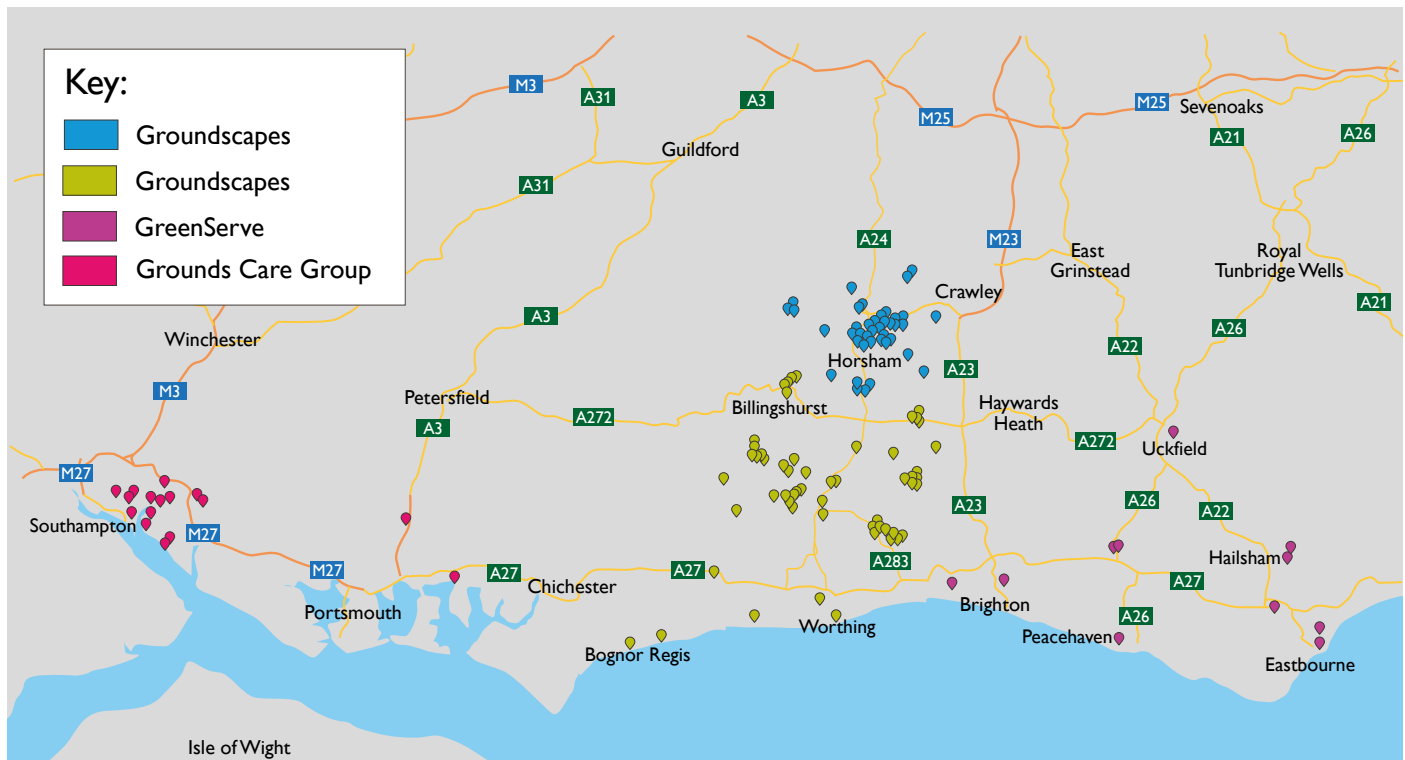 Key:
Groundscapes
Groundscapes
GreenServe
Grounds Care Group
M3
A31
A3
M25
M25
Sevenoaks
A21
A26
Guildford
A31
A24
M23
East
Grinstead
Royal
Tunbridge Wells
Crawley
A21
A3
Winchester
A26
A22
Horsham
A23
M3
Petersfield
Billingshurst
A272
Haywards
Heath
A3
A272
Uckfield
M27
A26
A23
A22
Southampton
M27
Hailsham
A283
M27
A27
A27
A27
Chichester
Portsmouth
Brighton
A26
Worthing
Peacehaven
Bognor Regis
Eastbourne
Isle of Wight